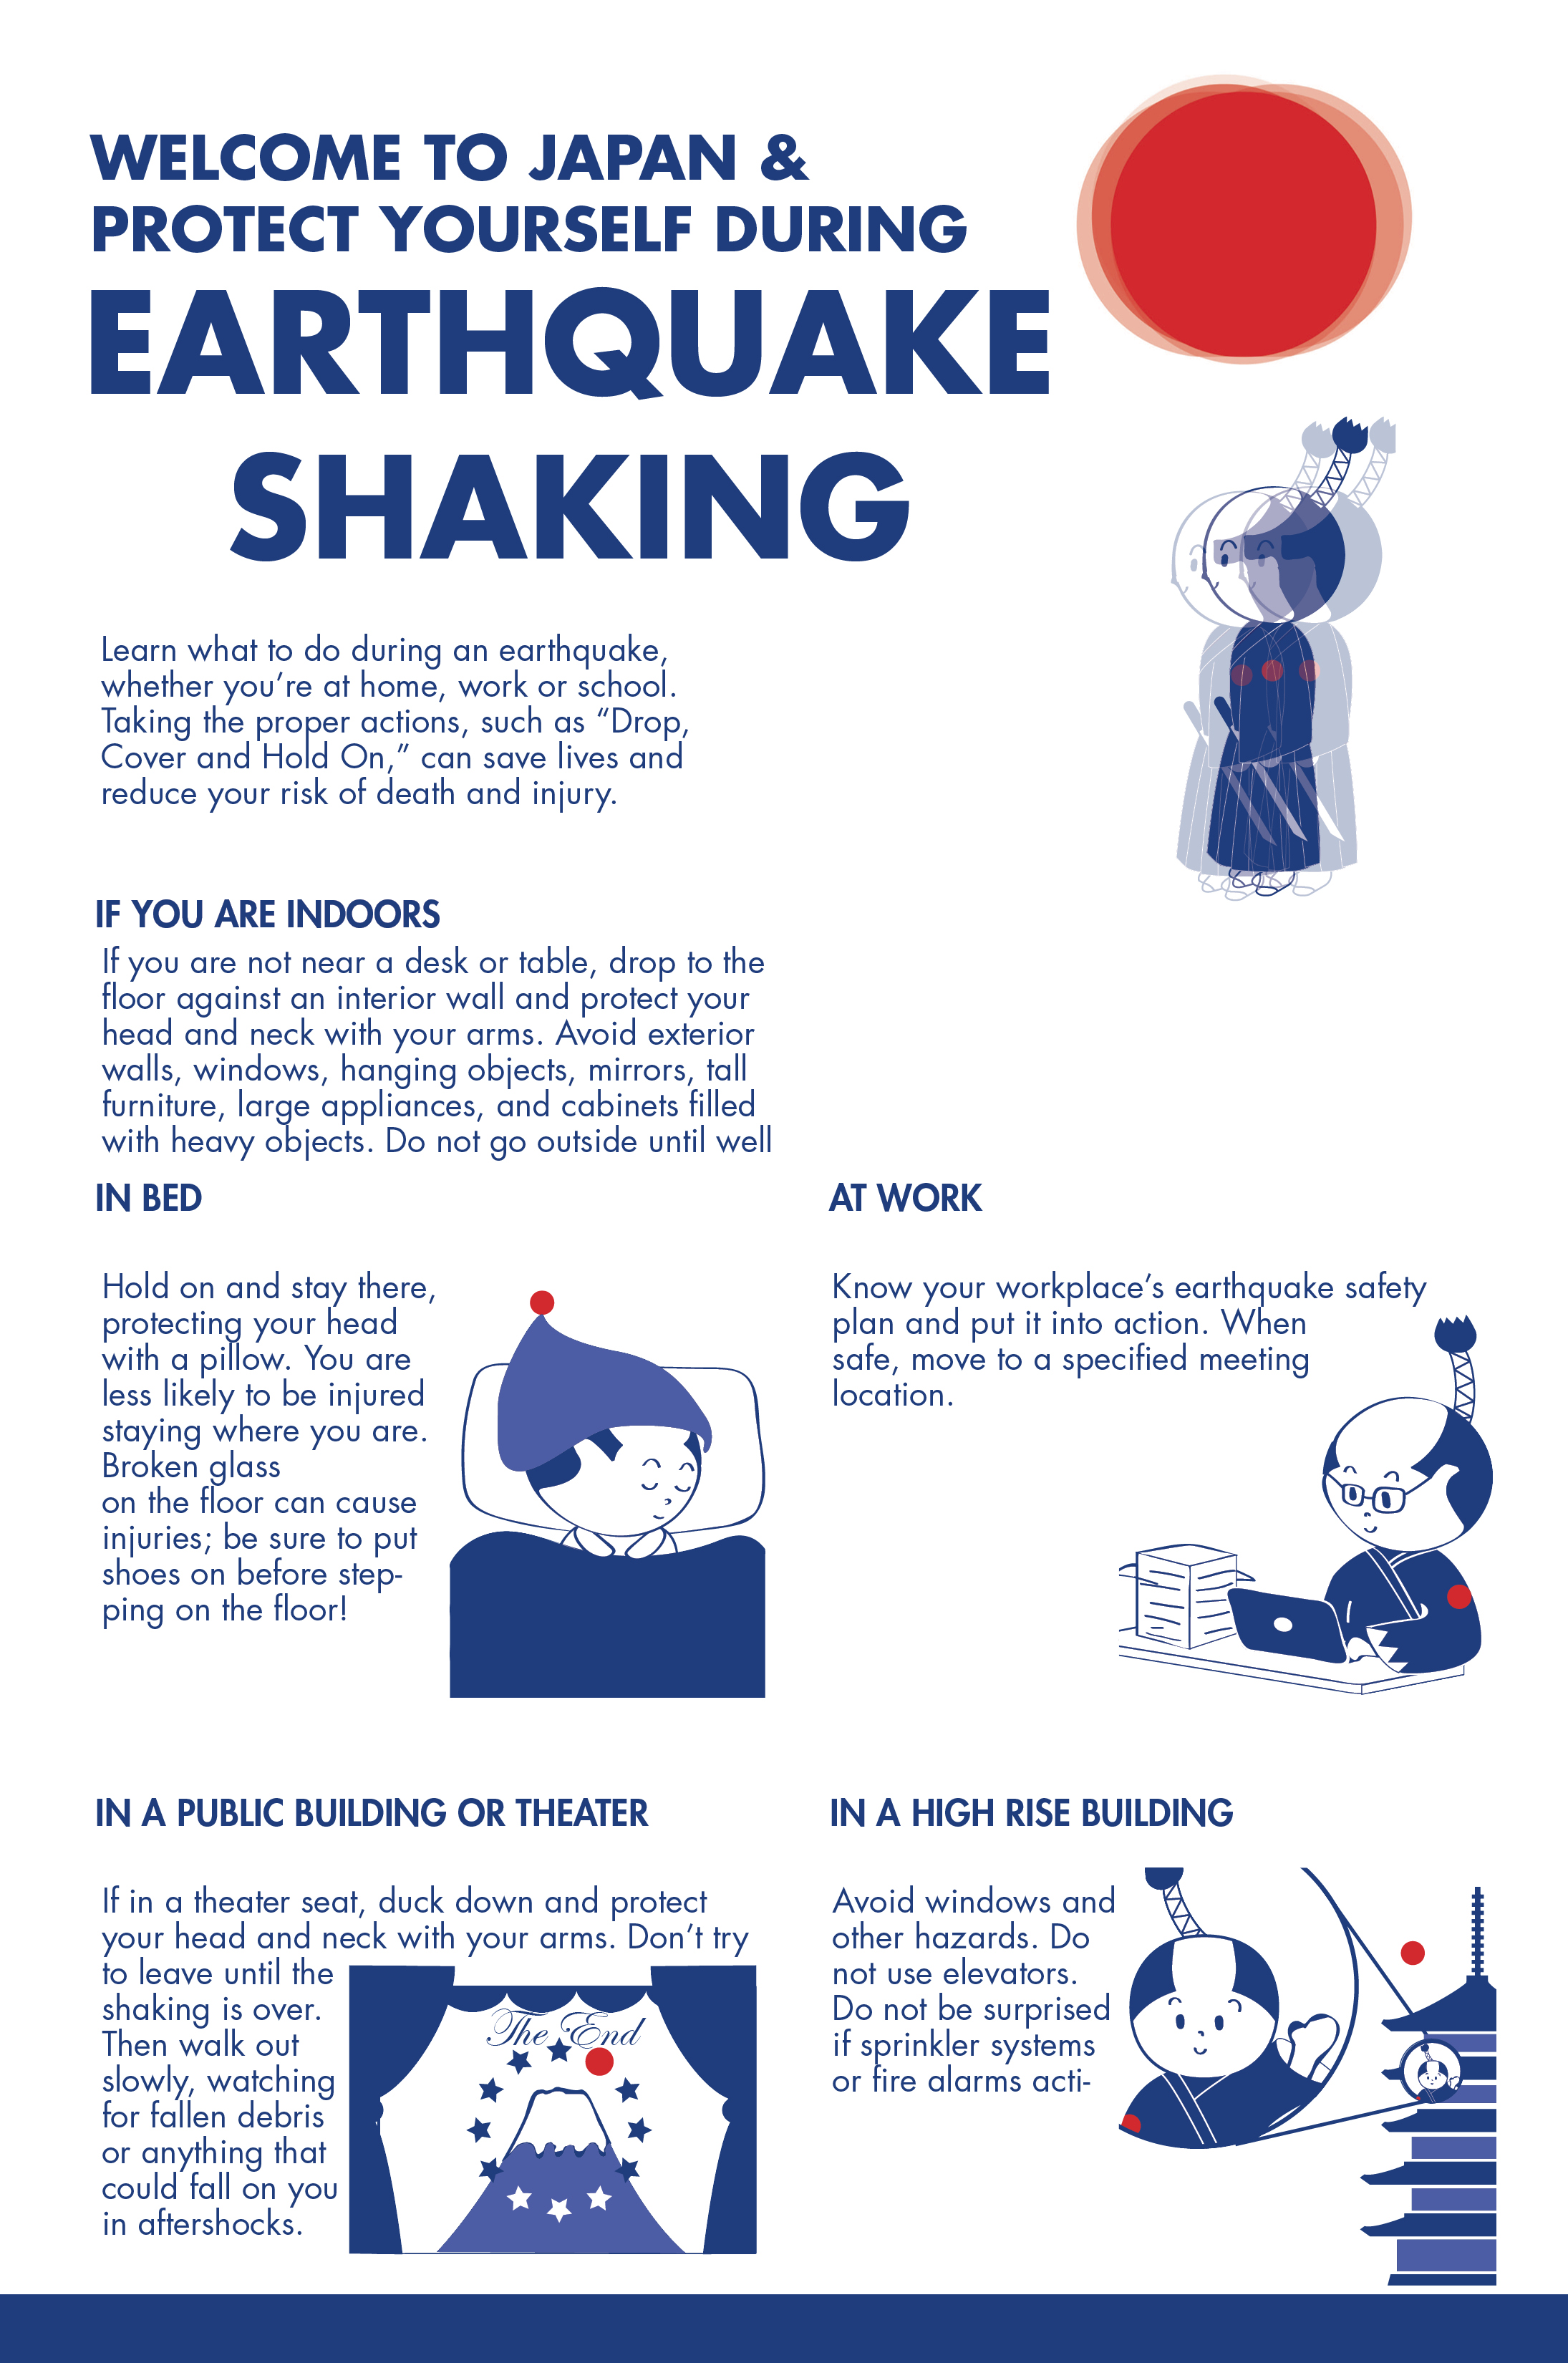 WELCOME TO JAPAN &
PROTECT YOURSELF DURING
EARTHQUAKE
SHAKING
Learn what to do during an earthquake,
whether you’re at home, work or school.
Taking the proper actions, such as “Drop,
Cover and Hold On,” can save lives and
reduce your risk of death and injury.
IF YOU ARE INDOORS
If you are not near a desk or table, drop to the
floor against an interior wall and protect your
head and neck with your arms. Avoid exterior
walls, windows, hanging objects, mirrors, tall
furniture, large appliances, and cabinets filled
with heavy objects. Do not go outside until well
IN BED
Hold on and stay there,
protecting your head
with a pillow. You are
less likely to be injured
staying where you are.
Broken glass
on the floor can cause
injuries; be sure to put
shoes on before step-
ping on the floor!
AT WORK
Know your workplace’s earthquake safety
plan and put it into action. When
safe, move to a specified meeting
location.
IN A PUBLIC BUILDING OR THEATER
If in a theater seat, duck down and protect
your head and neck with your arms. Don’t try
to leave until the
shaking is over.
Then walk out
slowly, watching
for fallen debris
or anything that
could fall on you
in aftershocks.
The End
IN A HIGH RISE BUILDING
Avoid windows and
other hazards. Do
not use elevators.
Do not be surprised
if sprinkler systems
or fire alarms acti-